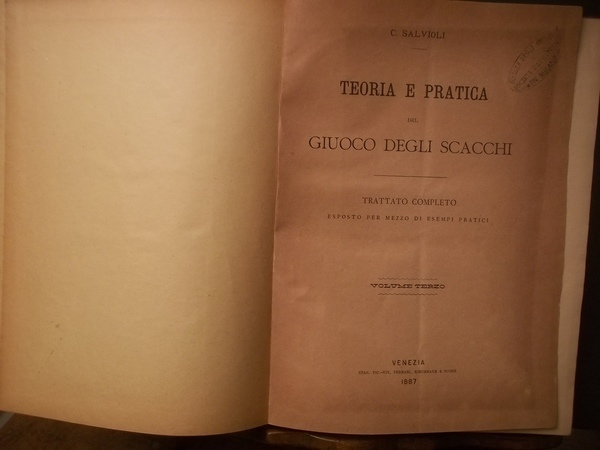 C. SALVIOLI
TEORIA E PRATICA
DEL
GIUOCO DEGLI SCACCHI
TRATTATO COMPLETO
ESPOSTO PER MEZZO DI ESEMPI PRATICI
VOLUME TERZO
VENEZIA
1887